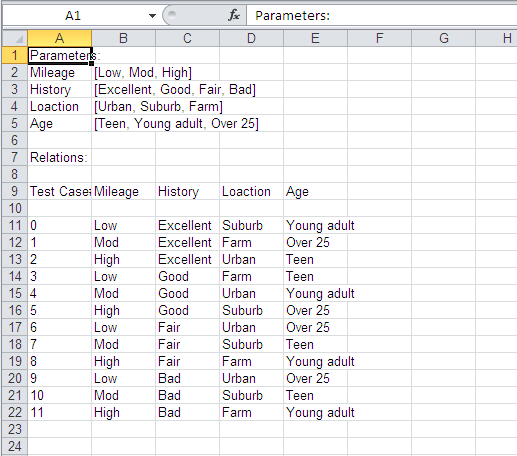 A1 fx Parameters:
A B C D E F G H
1 Parameters:
2 Mileage [Low, Mod, High]
3 History [Excellent, Good, Fair, Bad]
4 Loaction [Urban, Suburb, Farm]
5 Age [Teen, Young adult, Over 25]
6
7 Relations:
8
9 Test Case Mileage History Loaction Age
10
11 0 Low Excellent Suburb Young adult
12 1 Mod Excellent Farm Over 25
13 2 High Excellent Urban Teen
14 3 Low Good Farm Teen
15 4 Mod Good Urban Young adult
16 5 High Good Suburb Over 25
17 6 Low Fair Urban Over 25
18 7 Mod Fair Suburb Teen
19 8 High Fair Farm Young adult
20 9 Low Bad Urban Over 25
21 10 Mod Bad Suburb Teen
22 11 High Bad Farm Young adult
23
24